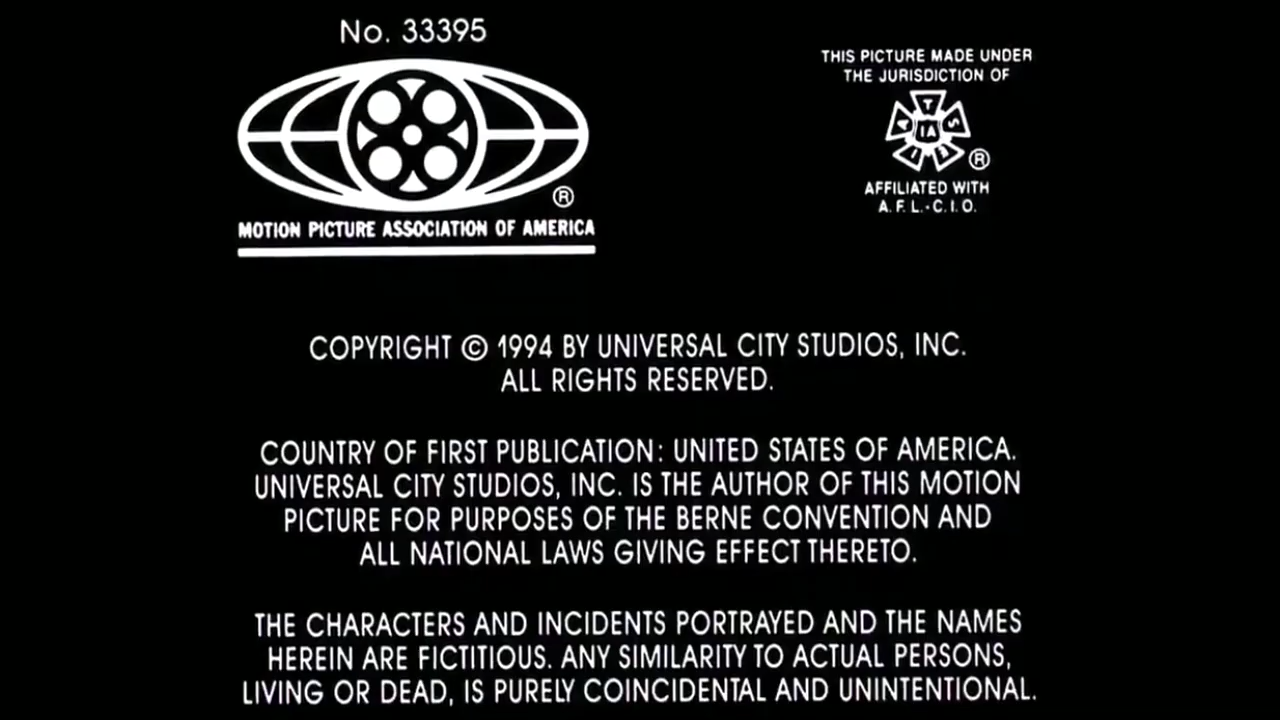 No. 33395
®
MOTION PICTURE ASSOCIATION OF AMERICA
THIS PICTURE MADE UNDER
THE JURISDICTION OF
I A T S E
IA
®
AFFILIATED WITH
A.F.L.-C.I.O.
COPYRIGHT © 1994 BY UNIVERSAL CITY STUDIOS, INC.
ALL RIGHTS RESERVED.
COUNTRY OF FIRST PUBLICATION: UNITED STATES OF AMERICA.
UNIVERSAL CITY STUDIOS, INC. IS THE AUTHOR OF THIS MOTION
PICTURE FOR PURPOSES OF THE BERNE CONVENTION AND
ALL NATIONAL LAWS GIVING EFFECT THERETO.
THE CHARACTERS AND INCIDENTS PORTRAYED AND THE NAMES
HEREIN ARE FICTITIOUS. ANY SIMILARITY TO ACTUAL PERSONS,
LIVING OR DEAD, IS PURELY COINCIDENTAL AND UNINTENTIONAL.